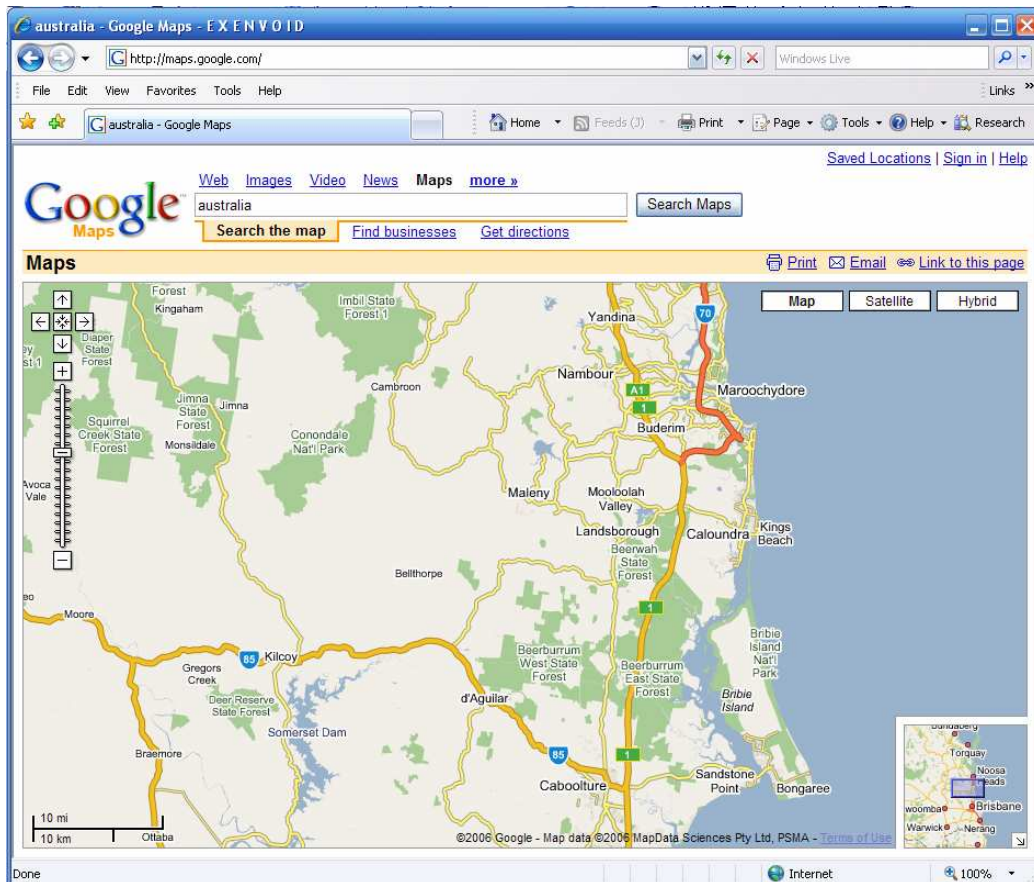 australia - Google Maps - E X E N V O I D
http://maps.google.com/
Windows Live
File Edit View Favorites Tools Help Links »
australia - Google Maps
Home Feeds (J) Print Page Tools Help Research
Saved Locations | Sign in | Help
Web Images Video News Maps more »
Google Maps
australia
Search Maps
Search the map Find businesses Get directions
Maps
Print Email Link to this page
Map Satellite Hybrid
Forest
Kingaham
Imbil State
Forest 1
Yandina
70
Diaper
State
Forest
Cambroon
Nambour
A1
1
Maroochydore
Jimna
State
Forest
Jimna
Squirrel
Creek State
Forest
Monsildale
Conondale
Nat'l Park
Buderim
Avoca
Vale
Maleny
Mooloolah
Valley
Landsborough
Caloundra
Kings
Beach
Beerwah
State
Forest
Bellthorpe
1
Moore
85
Kilcoy
Gregors
Creek
Deer Reserve
State Forest
Somerset Dam
Beerburrum
West State
Forest
Beerburrum
East State
Forest
Bribie
Island
Nat'l
Park
Bribie
Island
d'Aguilar
Braemore
85
1
Caboolture
Sandstone
Point
Bongaree
Ottaba
10 mi
10 km
Torquay
Noosa
Brisbane
Warwick
Nerang
©2006 Google - Map data ©2006 MapData Sciences Pty Ltd, PSMA - Terms of Use
Done
Internet
100%